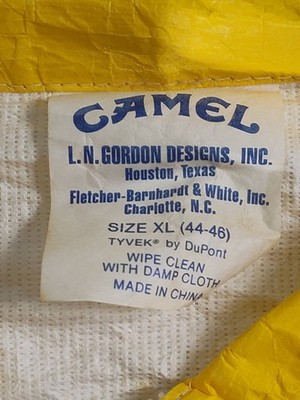 CAMEL
L.N. GORDON DESIGNS, INC.
Houston, Texas
Fletcher-Barnhardt & White, Inc.
Charlotte, N.C.
SIZE XL (44-46)
TYVEK® by DuPont
WIPE CLEAN
WITH DAMP CLOTH
MADE IN CHINA